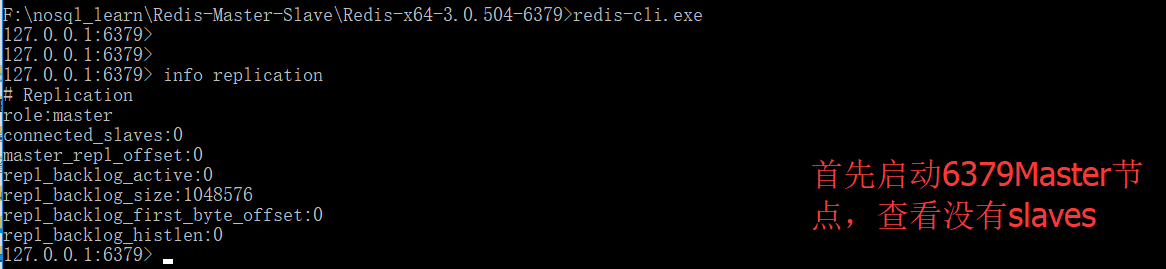 F:\nosql_learn\Redis-Master-Slave\Redis-x64-3.0.504-6379>redis-cli.exe
127.0.0.1:6379>
127.0.0.1:6379>
127.0.0.1:6379> info replication
# Replication
role:master
connected_slaves:0
master_repl_offset:0
repl_backlog_active:0
repl_backlog_size:1048576
repl_backlog_first_byte_offset:0
repl_backlog_histlen:0
127.0.0.1:6379>
首先启动6379Master节
点，查看没有slaves